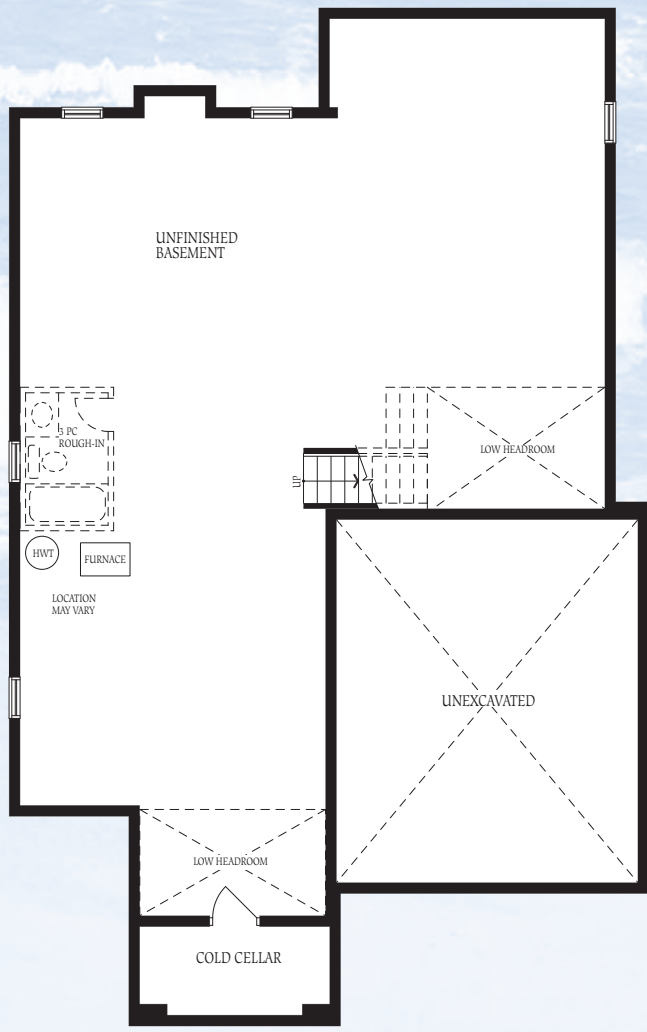 UNFINISHED
BASEMENT
3 PC
ROUGH-IN
LOW HEADROOM
UP
HWT
FURNACE
LOCATION
MAY VARY
UNEXCAVATED
LOW HEADROOM
COLD CELLAR